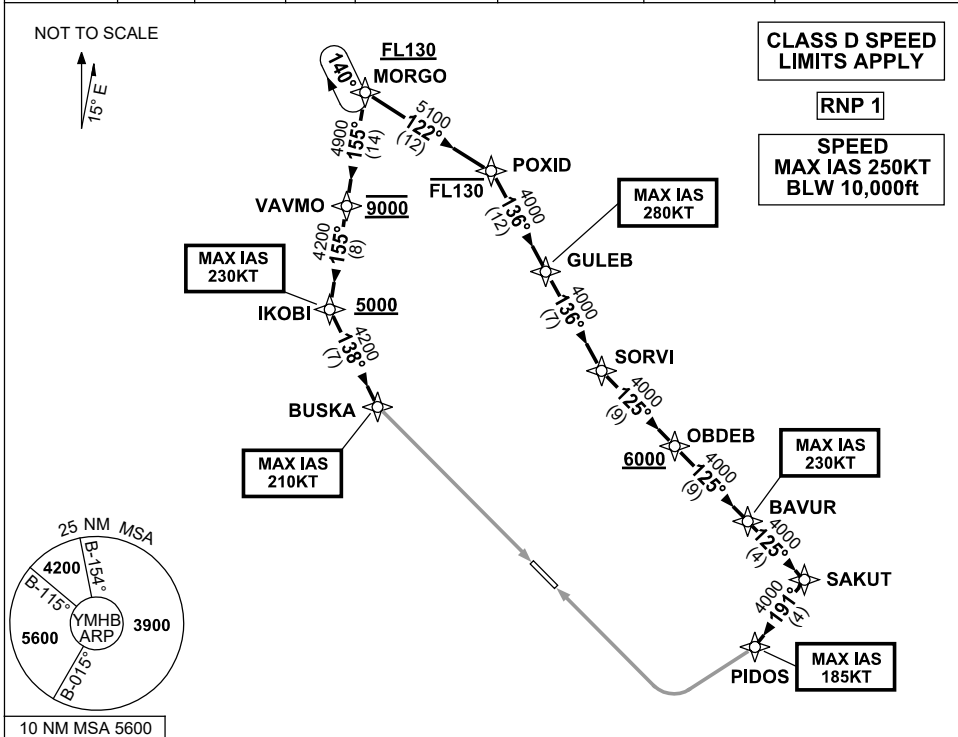 NOT TO SCALE
15° E
FL130
MORGO
140°
5100
122°
(12)
4900
155°
(14)
POXID
FL130
VAVMO
9000
4000
136°
(12)
MAX IAS
280KT
GULEB
4200
155°
(8)
MAX IAS
230KT
IKOBI
5000
4000
136°
(7)
4200
138°
(7)
SORVI
BUSKA
MAX IAS
210KT
4000
125°
(9)
OBDEB
6000
4000
125°
(9)
MAX IAS
230KT
BAVUR
4000
125°
(4)
SAKUT
4000
191°
(4)
PIDOS
MAX IAS
185KT
CLASS D SPEED
LIMITS APPLY
RNP 1
SPEED
MAX IAS 250KT
BLW 10,000ft
25 NM MSA
4200
B-154°
B-115°
YMHB
ARP
3900
5600
B-015°
10 NM MSA 5600